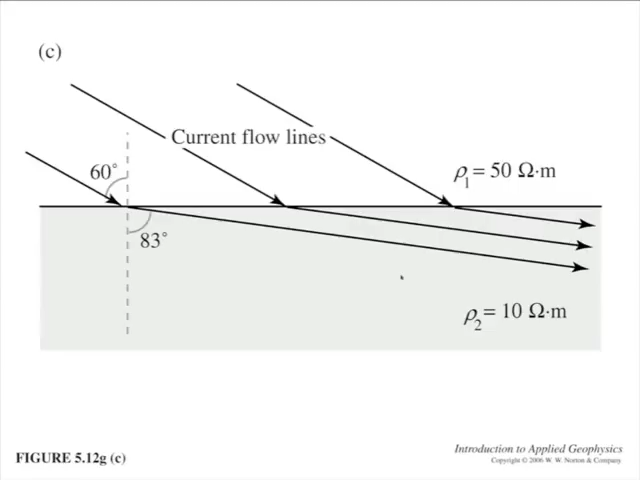 (c)
Current flow lines
60°
ρ₁ = 50 Ω·m
83°
ρ₂ = 10 Ω·m
FIGURE 5.12g (c)
Introduction to Applied Geophysics
Copyright © 2006 W. W. Norton & Company